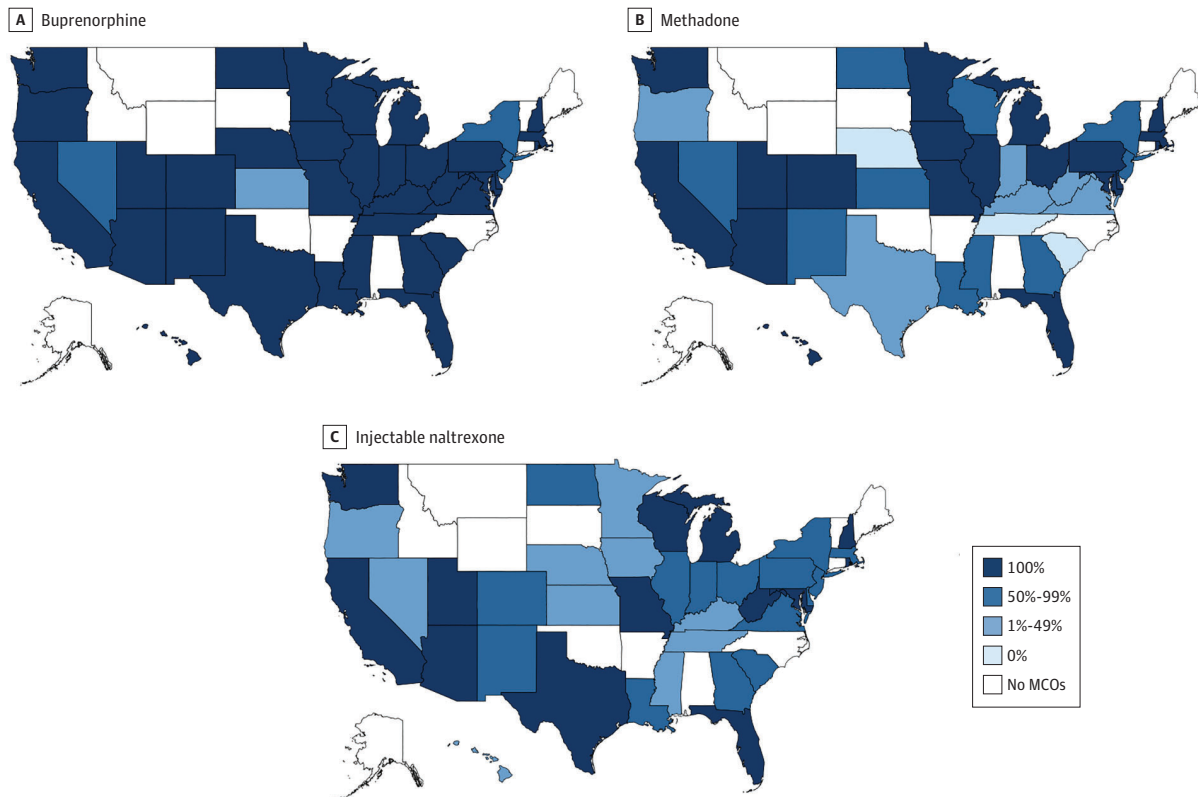 A Buprenorphine
B Methadone
C Injectable naltrexone
100%
50%-99%
1%-49%
0%
No MCOs